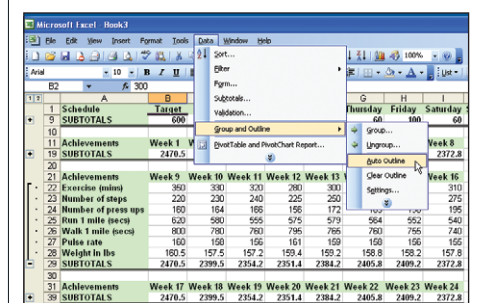 Microsoft Excel - Book3
File Edit View Insert Format Tools Data Window Help
100%
Arial 10 B I U List
B2 fx 300
Sort...
Filter
Form...
Subtotals...
Validation...
Group and Outline
PivotTable and PivotChart Report...
Group...
Ungroup...
Auto Outline
Clear Outline
Settings...
1 2 A B G H I
1 Schedule Target Thursday Friday Saturday
9 SUBTOTALS 600 60 100 60
10
11 Achievements Week 1 Week 8
19 SUBTOTALS 2470.5 2372.8
20
21 Achievements Week 9 Week 10 Week 11 Week 12 Week 13 Week 16
22 Exercise (mins) 350 330 320 280 300 310
23 Number of steps 220 230 240 225 250 275
24 Number of press ups 160 164 166 156 172 195
25 Run 1 mile (secs) 620 580 555 575 579 564 552 540
26 Walk 1 mile (secs) 800 780 760 795 765 760 755 740
27 Pulse rate 160 158 156 161 159 158 156 155
28 Weight in lbs 160.5 157.5 157.2 159.4 159.2 158.8 158.2 157.8
29 SUBTOTALS 2470.5 2399.5 2354.2 2351.4 2384.2 2405.8 2409.2 2372.8
30
31 Achievements Week 17 Week 18 Week 19 Week 20 Week 21 Week 22 Week 23 Week 24
39 SUBTOTALS 2470.5 2399.5 2354.2 2351.4 2384.2 2405.8 2409.2 2372.8